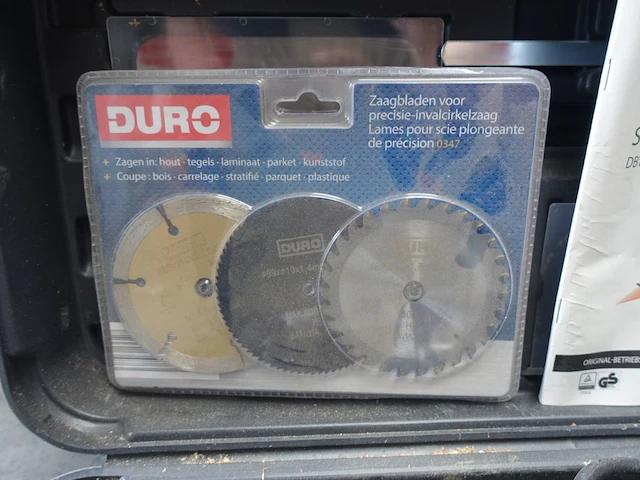 DURO
Zaagbladen voor
precisie-invalcirkelzaag
Lames pour scie plongeante
de précision 0347
+ Zagen in: hout - tegels - laminaat - parket - kunststof
+ Coupe : bois - carrelage - stratifié - parquet - plastique
DURO
ORIGINAL-BETRIEBS
GS